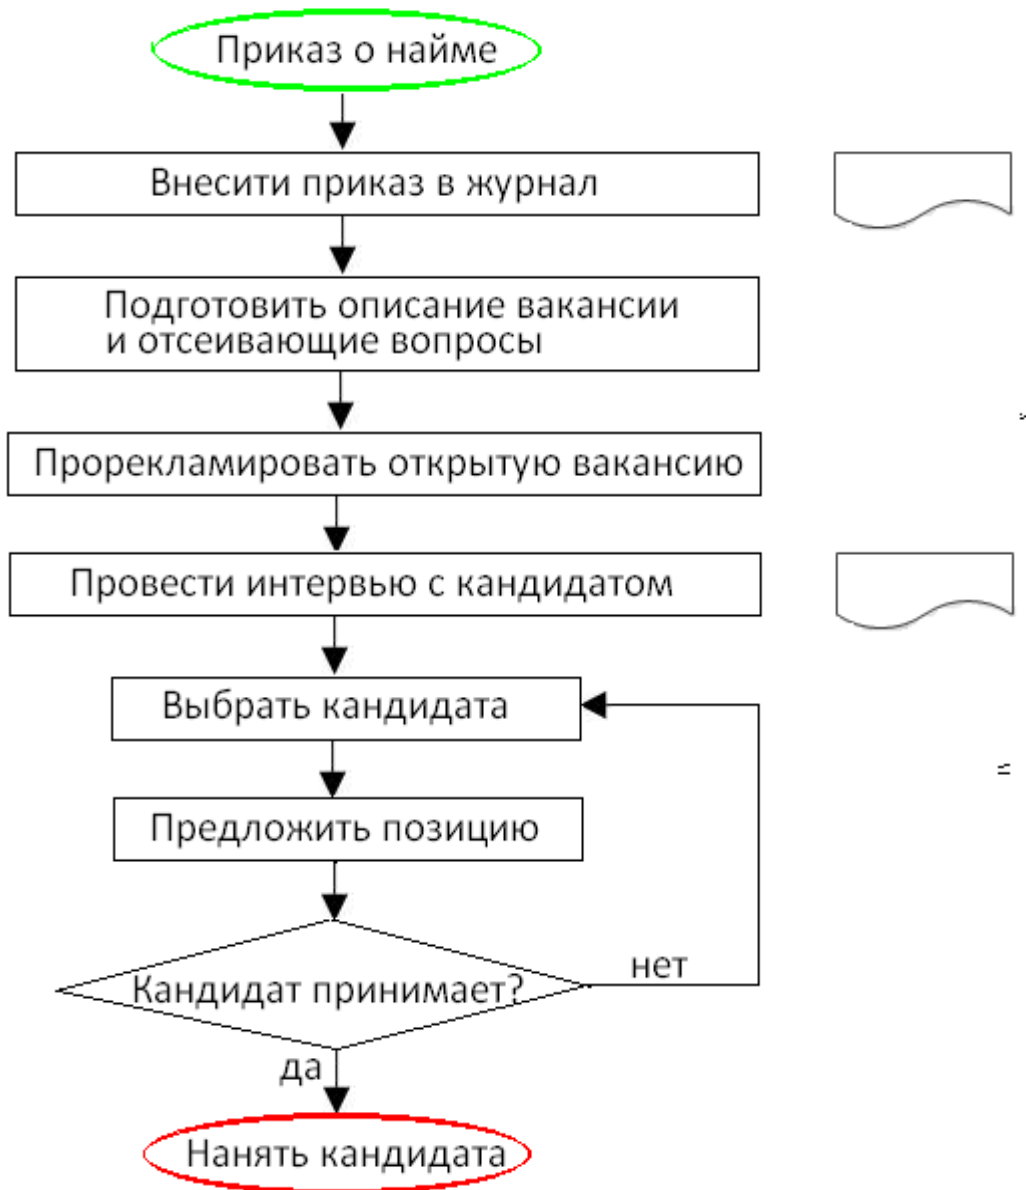 Приказ о найме
Внесити приказ в журнал
Подготовить описание вакансии
и отсеивающие вопросы
Прорекламировать открытую вакансию
Провести интервью с кандидатом
Выбрать кандидата
Предложить позицию
Кандидат принимает?
нет
да
Нанять кандидата